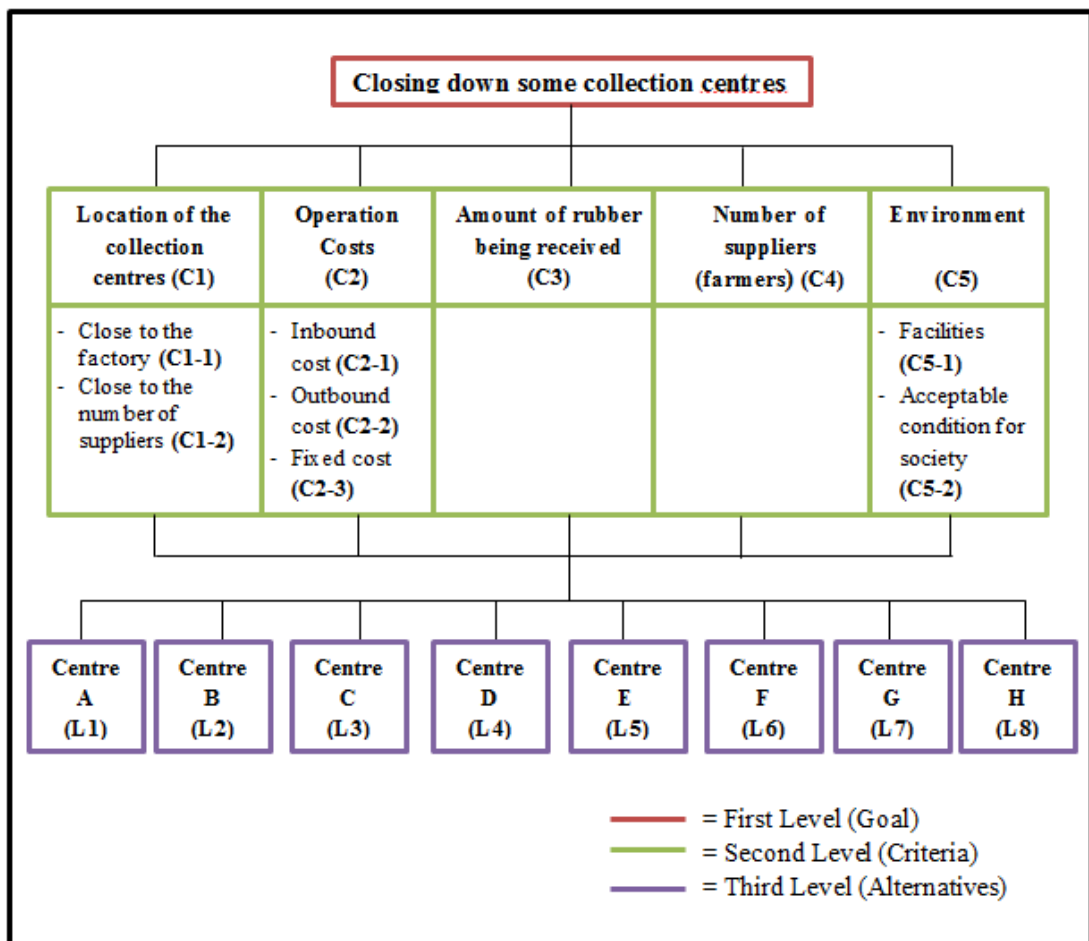 Closing down some collection centres
Location of the
collection
centres (C1)
Operation
Costs
(C2)
Amount of rubber
being received
(C3)
Number of
suppliers
(farmers) (C4)
Environment
(C5)
- Close to the
factory (C1-1)
- Close to the
number of
suppliers (C1-2)
- Inbound
cost (C2-1)
- Outbound
cost (C2-2)
- Fixed cost
(C2-3)
- Facilities
(C5-1)
- Acceptable
condition for
society
(C5-2)
Centre
A
(L1)
Centre
B
(L2)
Centre
C
(L3)
Centre
D
(L4)
Centre
E
(L5)
Centre
F
(L6)
Centre
G
(L7)
Centre
H
(L8)
= First Level (Goal)
= Second Level (Criteria)
= Third Level (Alternatives)